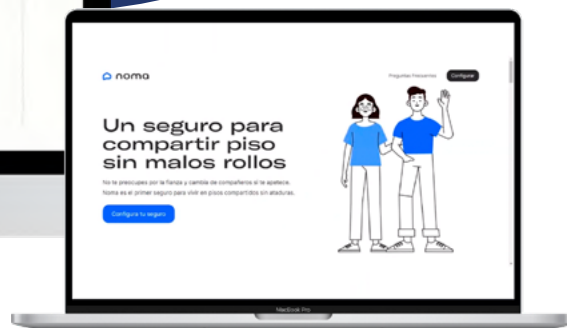 noma
Preguntas Frecuentes
Configurar
Un seguro para
compartir piso
sin malos rollos
No te preocupes por la fianza y cambia de compañeros si te apetece.
Noma es el primer seguro para vivir en pisos compartidos sin ataduras.
Configura tu seguro
MacBook Pro